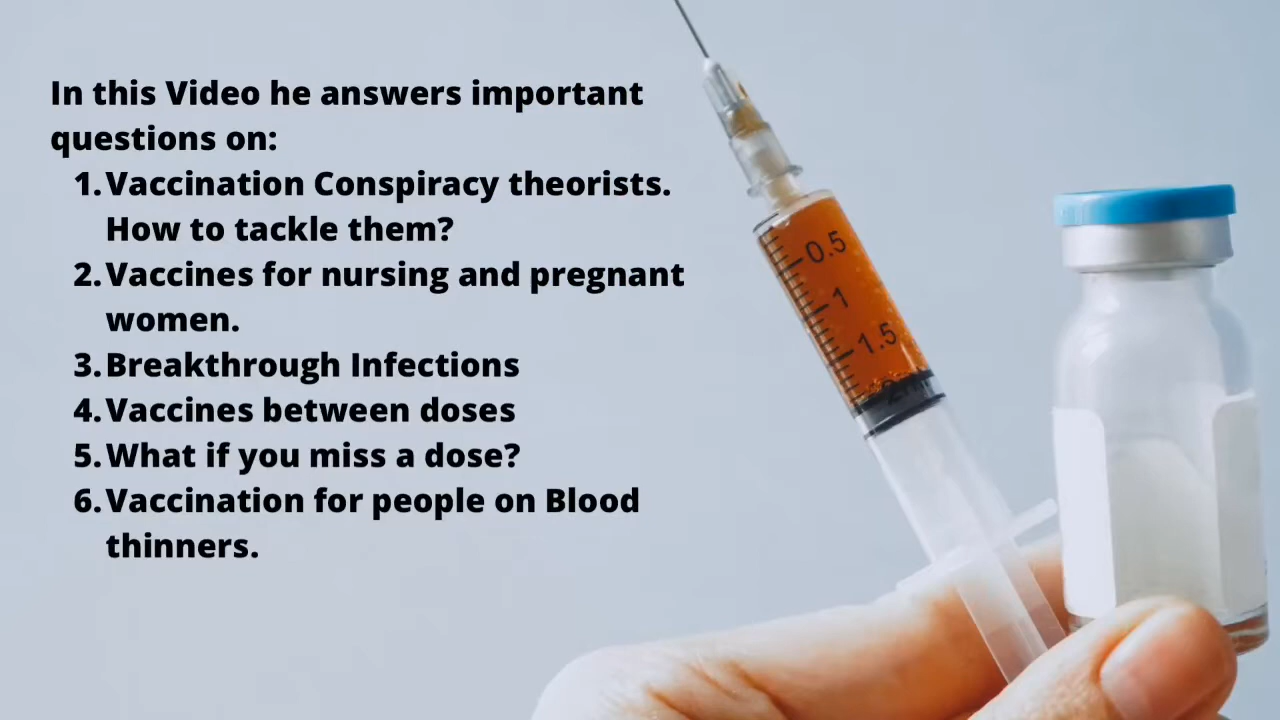 In this Video he answers important
questions on:
1. Vaccination Conspiracy theorists.
How to tackle them?
2. Vaccines for nursing and pregnant
women.
3. Breakthrough Infections
4. Vaccines between doses
5. What if you miss a dose?
6. Vaccination for people on Blood
thinners.
0.5
1
1.5